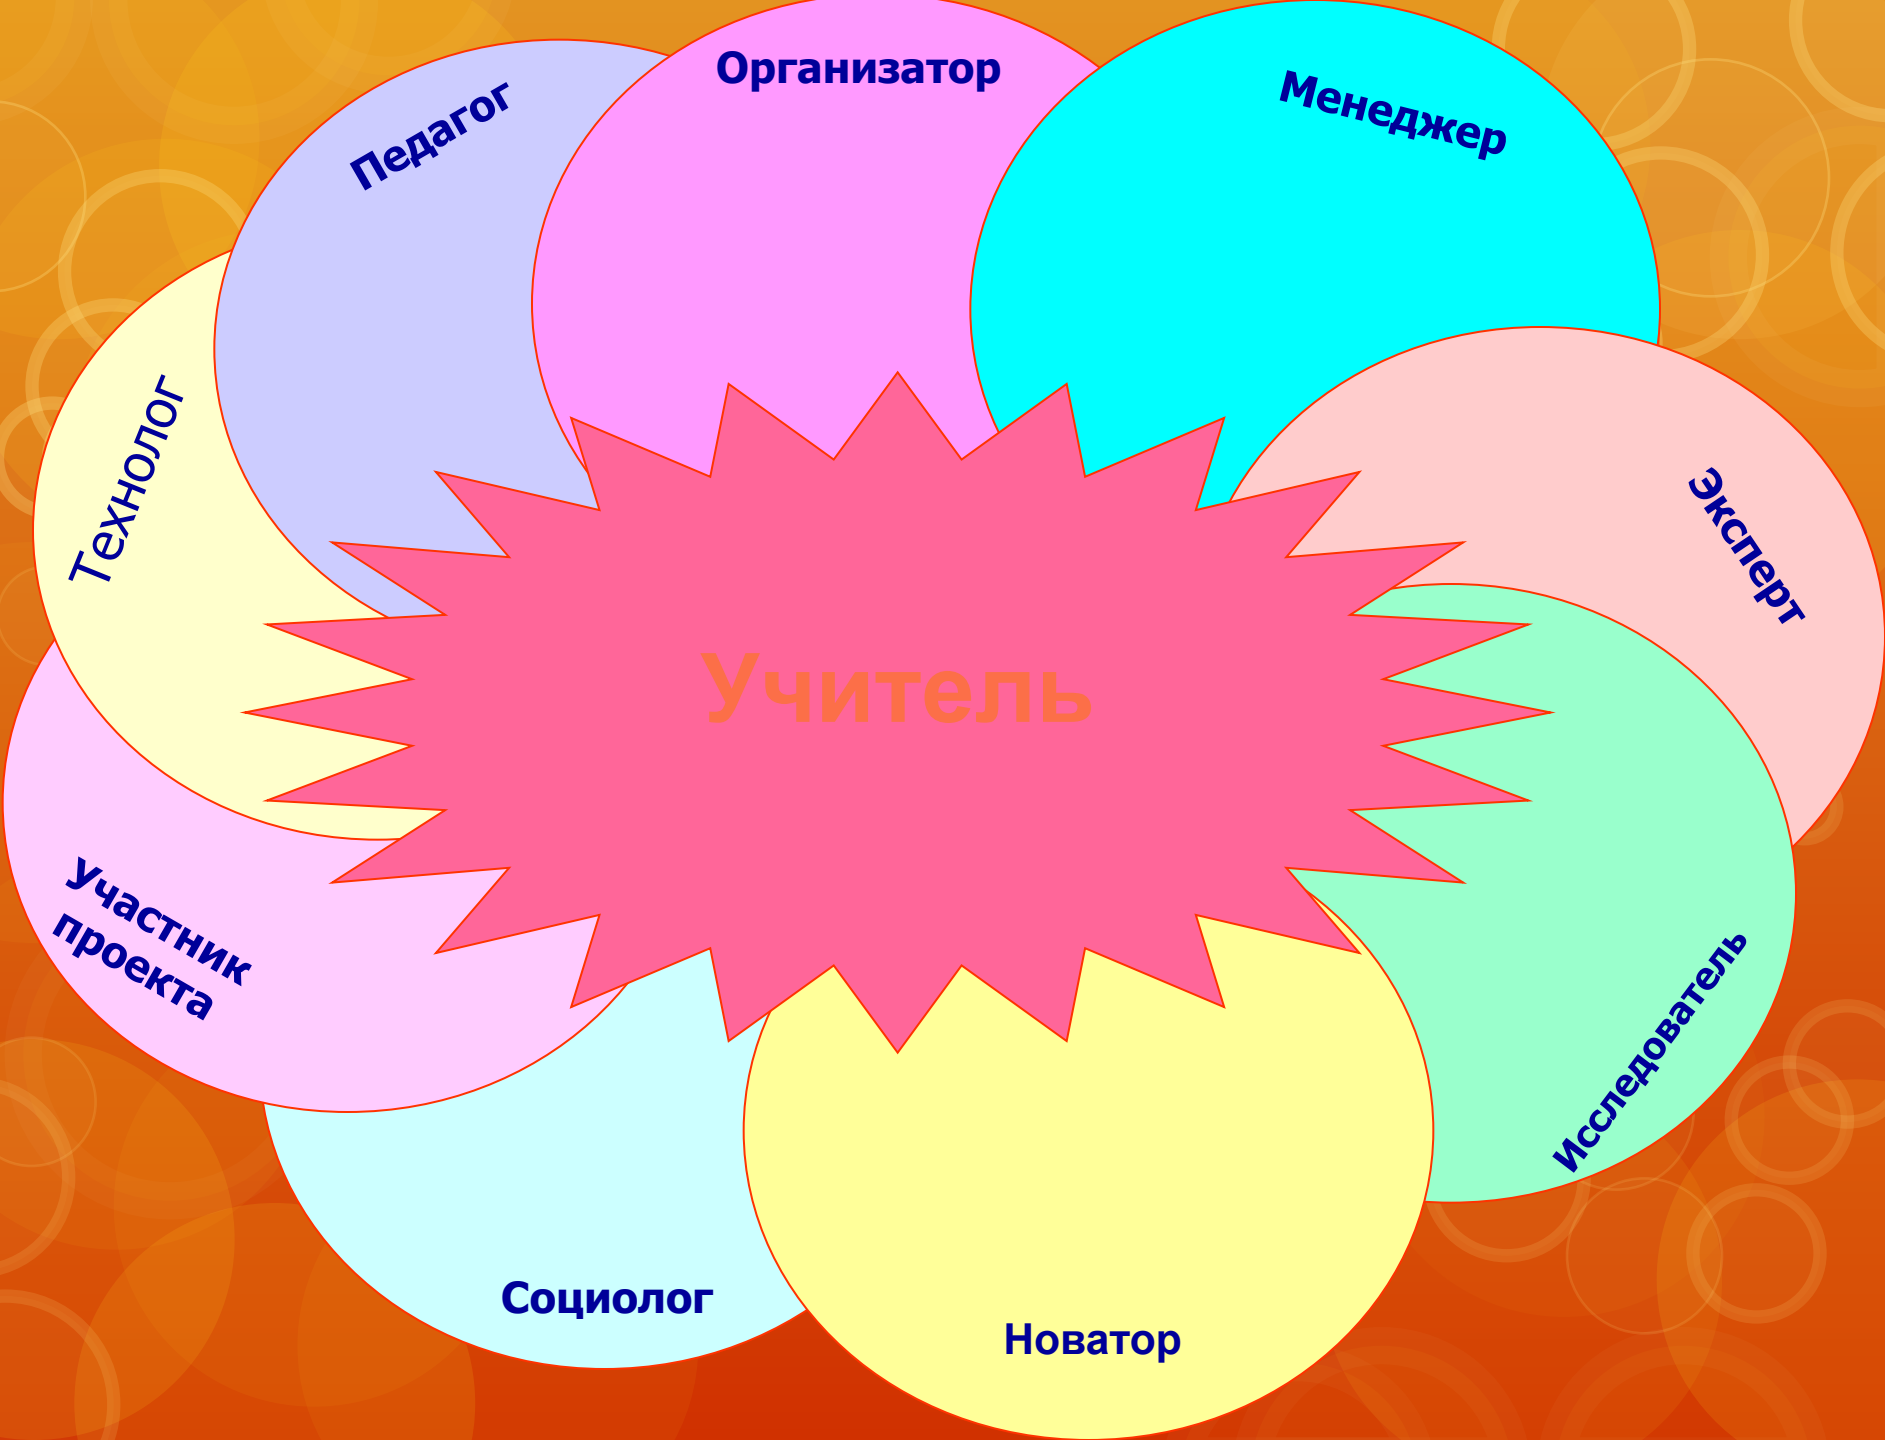 Организатор
Менеджер
Педагог
Технолог
Эксперт
Учитель
Участник
проекта
Исследователь
Социолог
Новатор